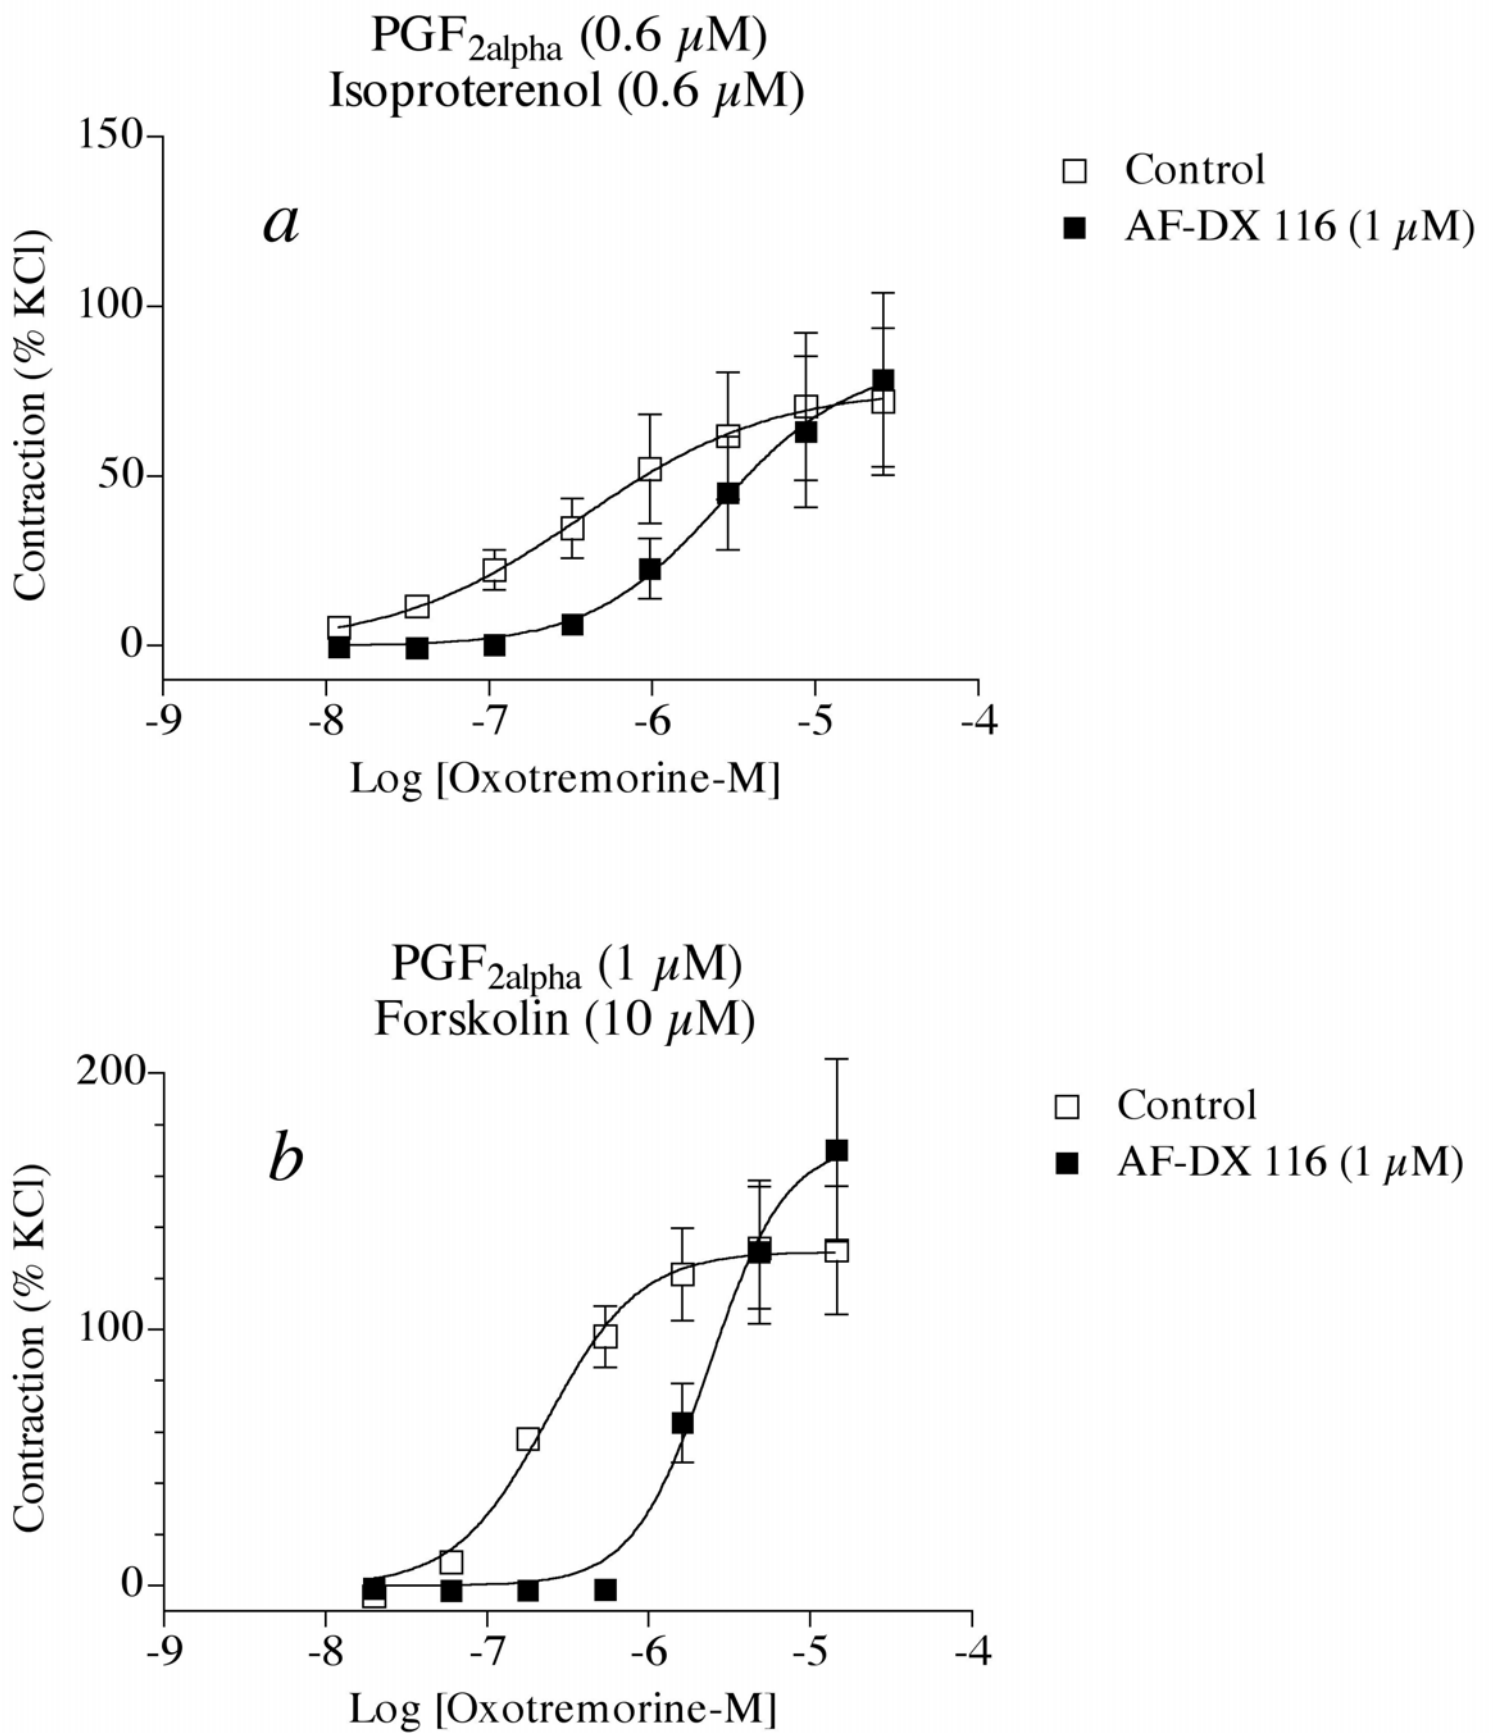 PGF2alpha (0.6 µM)
Isoproterenol (0.6 µM)
150
100
50
0
Contraction (% KCl)
a
Control
AF-DX 116 (1 µM)
-9
-8
-7
-6
-5
-4
Log [Oxotremorine-M]
PGF2alpha (1 µM)
Forskolin (10 µM)
200
100
0
Contraction (% KCl)
b
Control
AF-DX 116 (1 µM)
-9
-8
-7
-6
-5
-4
Log [Oxotremorine-M]